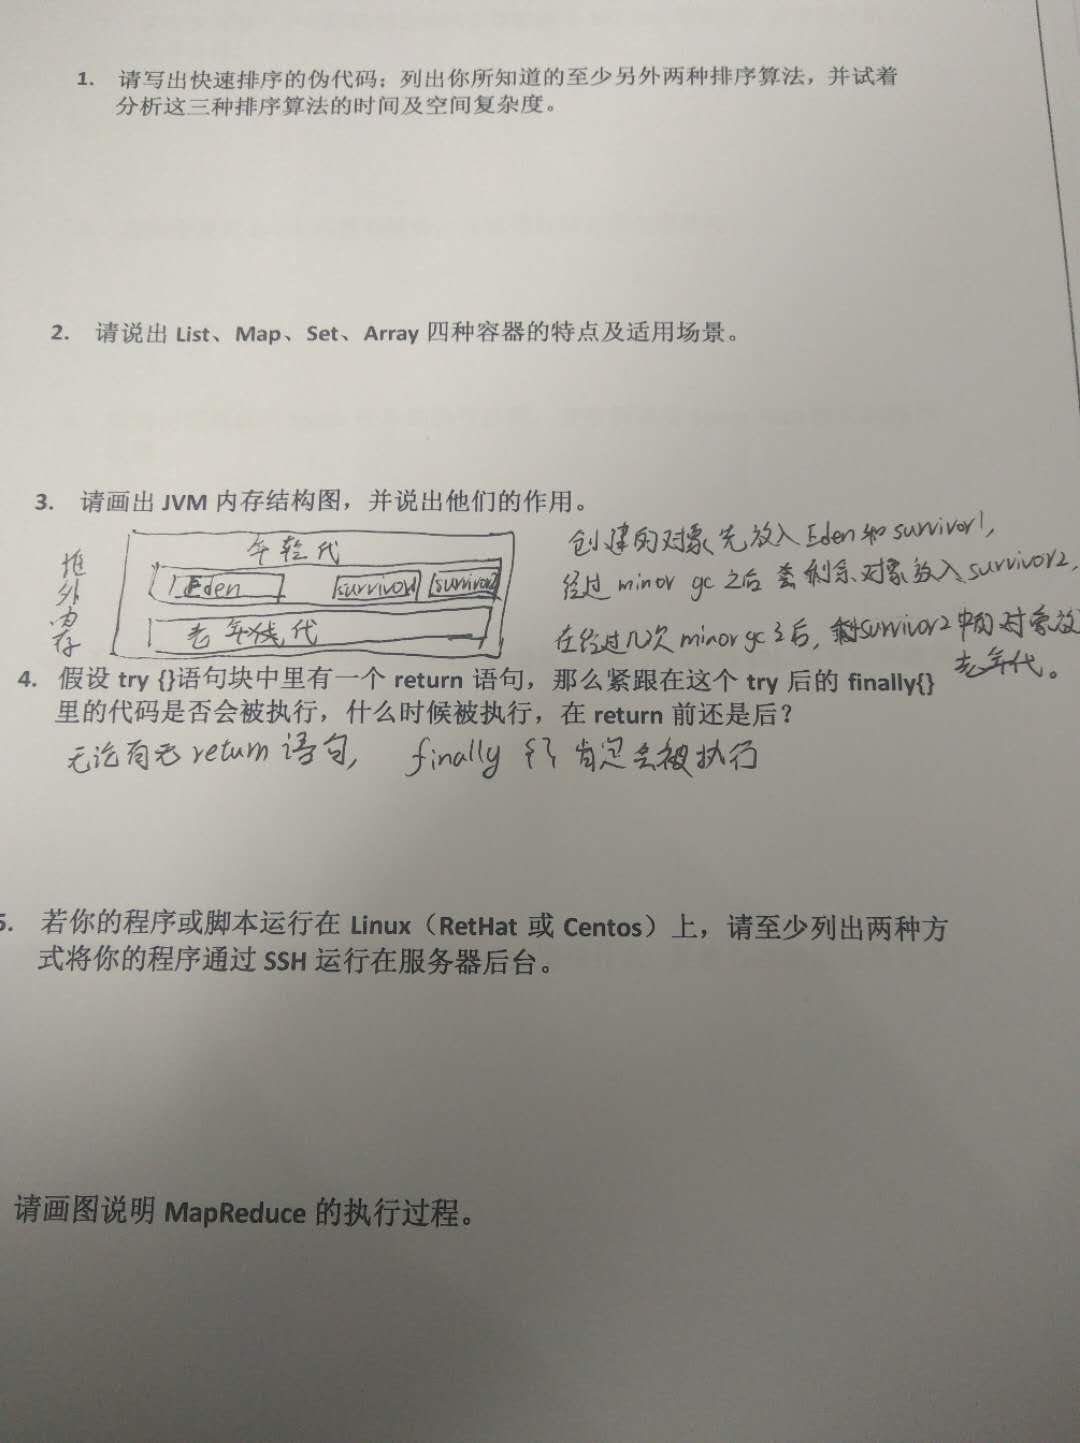 1. 请写出快速排序的伪代码；列出你所知道的至少另外两种排序算法，并试着
分析这三种排序算法的时间及空间复杂度。
2. 请说出 List、Map、Set、Array 四种容器的特点及适用场景。
3. 请画出 JVM 内存结构图，并说出他们的作用。
堆外内存
年轻代
Eden survivor1 survivor2
老年代
创建的对象先放入 Eden 和 survivor1，
经过 minor gc 之后 剩余对象放入 survivor2，
在经过几次 minor gc 之后， survivor2 中的对象放
老年代。
4. 假设 try {}语句块中里有一个 return 语句，那么紧跟在这个 try 后的 finally{}
里的代码是否会被执行，什么时候被执行，在 return 前还是后？
无论有无 return 语句， finally {} 肯定会被执行
5. 若你的程序或脚本运行在 Linux（RetHat 或 Centos）上，请至少列出两种方
式将你的程序通过 SSH 运行在服务器后台。
请画图说明 MapReduce 的执行过程。